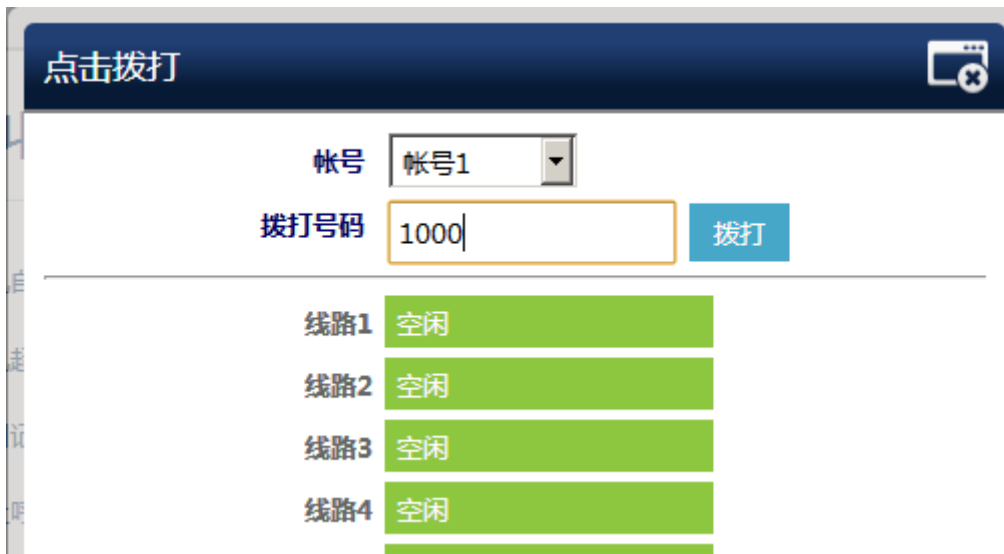 点击拨打
帐号 帐号1
拨打号码 1000 拨打
线路1 空闲
线路2 空闲
线路3 空闲
线路4 空闲